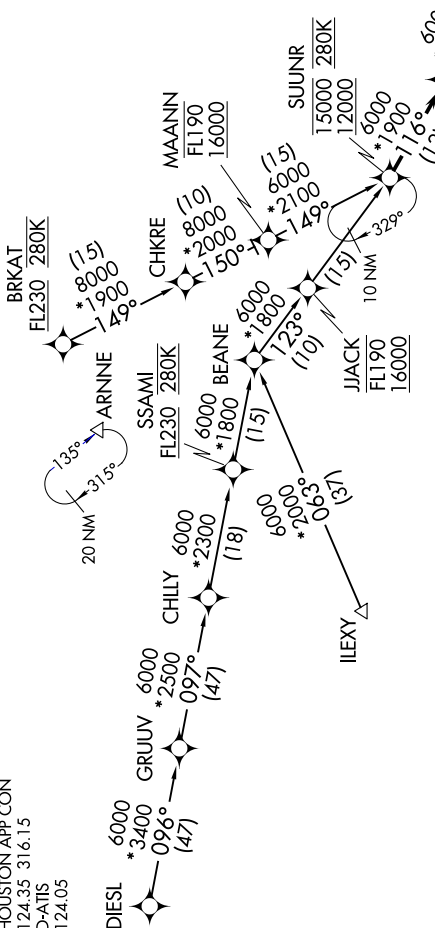 HOUSTON APP CON
124.35 316.15
D-ATIS
124.05
BRKAT
FL230 280K
(15)
8000
*1900
149°
ARNNE
135°
315°
20 NM
CHKRE
(10)
8000
*2000
150°
MAANN
FL190
16000
(15)
6000
*2100
149°
SUUNR
15000 280K
12000
6000
*1900
116°
329°
10 NM
DIESL
6000
*3400
096°
(47)
GRUUV
6000
*2500
097°
(47)
CHLLY
6000
*2300
(18)
SSAMI
FL230 280K
6000
*1800
(15)
BEANE
6000
*1800
123°
(10)
JJACK
FL190
16000
(15)
ILEXY
6000
*2000
063°
(37)